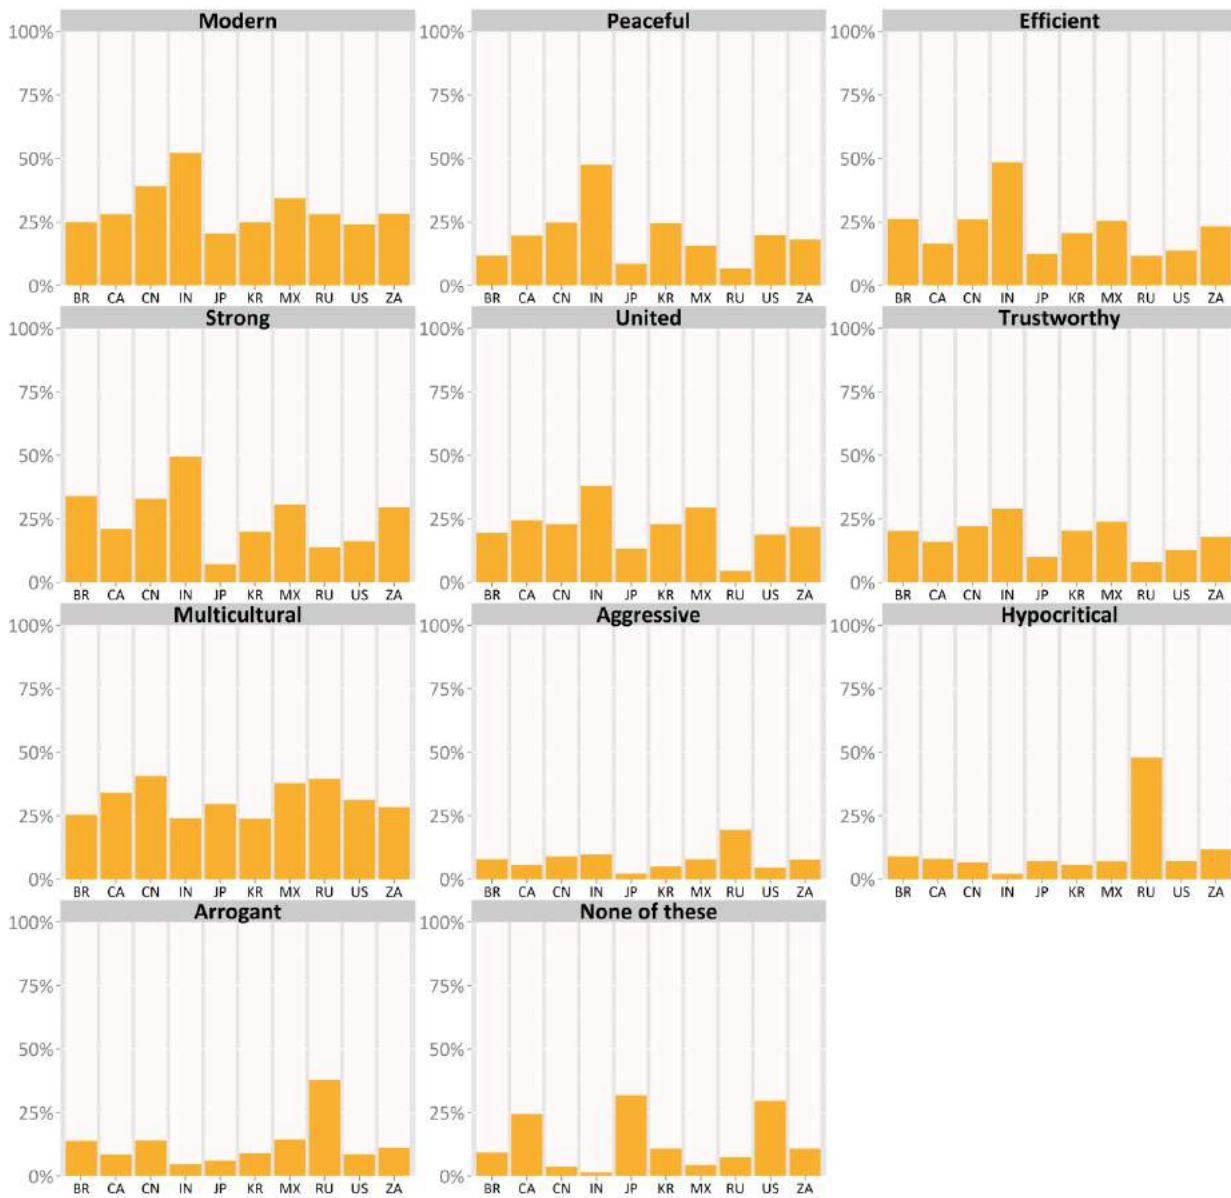 Modern Peaceful Efficient
100% 100% 100%
75% 75% 75%
50% 50% 50%
25% 25% 25%
0% 0% 0%
BR CA CN IN JP KR MX RU US ZA BR CA CN IN JP KR MX RU US ZA BR CA CN IN JP KR MX RU US ZA
Strong United Trustworthy
100% 100% 100%
75% 75% 75%
50% 50% 50%
25% 25% 25%
0% 0% 0%
BR CA CN IN JP KR MX RU US ZA BR CA CN IN JP KR MX RU US ZA BR CA CN IN JP KR MX RU US ZA
Multicultural Aggressive Hypocritical
100% 100% 100%
75% 75% 75%
50% 50% 50%
25% 25% 25%
0% 0% 0%
BR CA CN IN JP KR MX RU US ZA BR CA CN IN JP KR MX RU US ZA BR CA CN IN JP KR MX RU US ZA
Arrogant None of these
100% 100%
75% 75%
50% 50%
25% 25%
0% 0%
BR CA CN IN JP KR MX RU US ZA BR CA CN IN JP KR MX RU US ZA